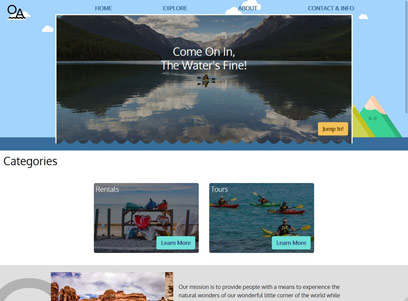 OA
HOME EXPLORE ABOUT CONTACT & INFO
Come On In,
The Water's Fine!
Jump In!
Categories
Rentals Tours
Learn More Learn More
Our mission is to provide people with a means to experience the
natural wonders of our wonderful little corner of the world while